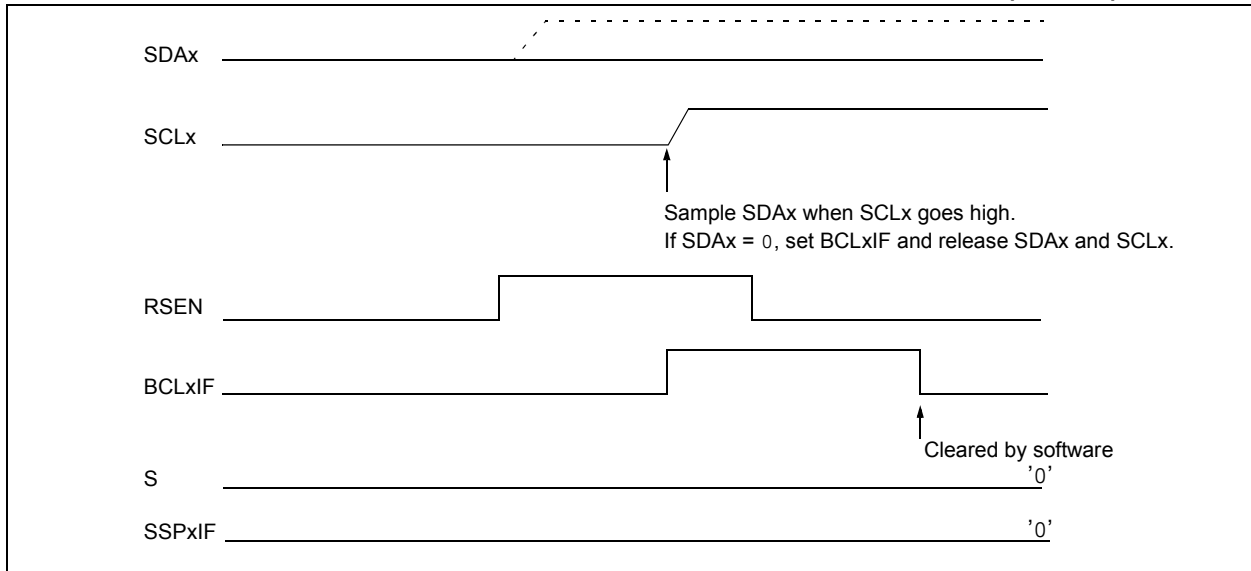 SDAx
SCLx
Sample SDAx when SCLx goes high.
If SDAx = 0, set BCLxIF and release SDAx and SCLx.
RSEN
BCLxIF
Cleared by software
S
'0'
SSPxIF
'0'